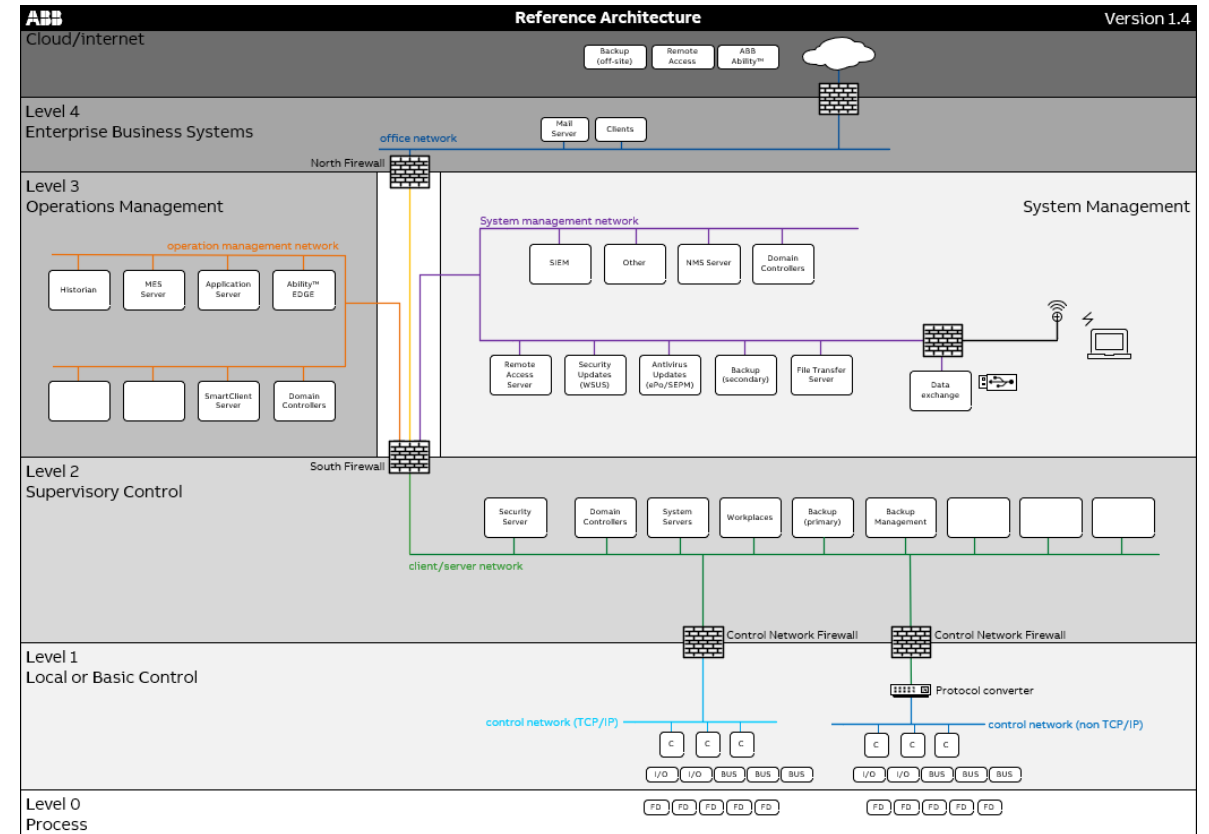 ABB
Reference Architecture
Version 1.4
Cloud/internet
Backup
(off-site)
Remote
Access
ABB
Ability™
Level 4
Enterprise Business Systems
Mail
Server
Clients
office network
North Firewall
Level 3
Operations Management
System Management
operation management network
Historian
MES
Server
Application
Server
Ability™
EDGE
SmartClient
Server
Domain
Controllers
System management network
SIEM
Other
NMS Server
Domain
Controllers
Remote
Access
Server
Security
Updates
(WSUS)
Antivirus
Updates
(ePo/SEPM)
Backup
(secondary)
File Transfer
Server
Data
exchange
South Firewall
Level 2
Supervisory Control
Security
Server
Domain
Controllers
System
Servers
Workplaces
Backup
(primary)
Backup
Management
client/server network
Control Network Firewall
Control Network Firewall
Level 1
Local or Basic Control
Protocol converter
control network (TCP/IP)
control network (non TCP/IP)
C
C
C
C
C
C
I/O
I/O
BUS
BUS
BUS
I/O
I/O
BUS
BUS
BUS
Level 0
Process
FD
FD
FD
FD
FD
FD
FD
FD
FD
FD